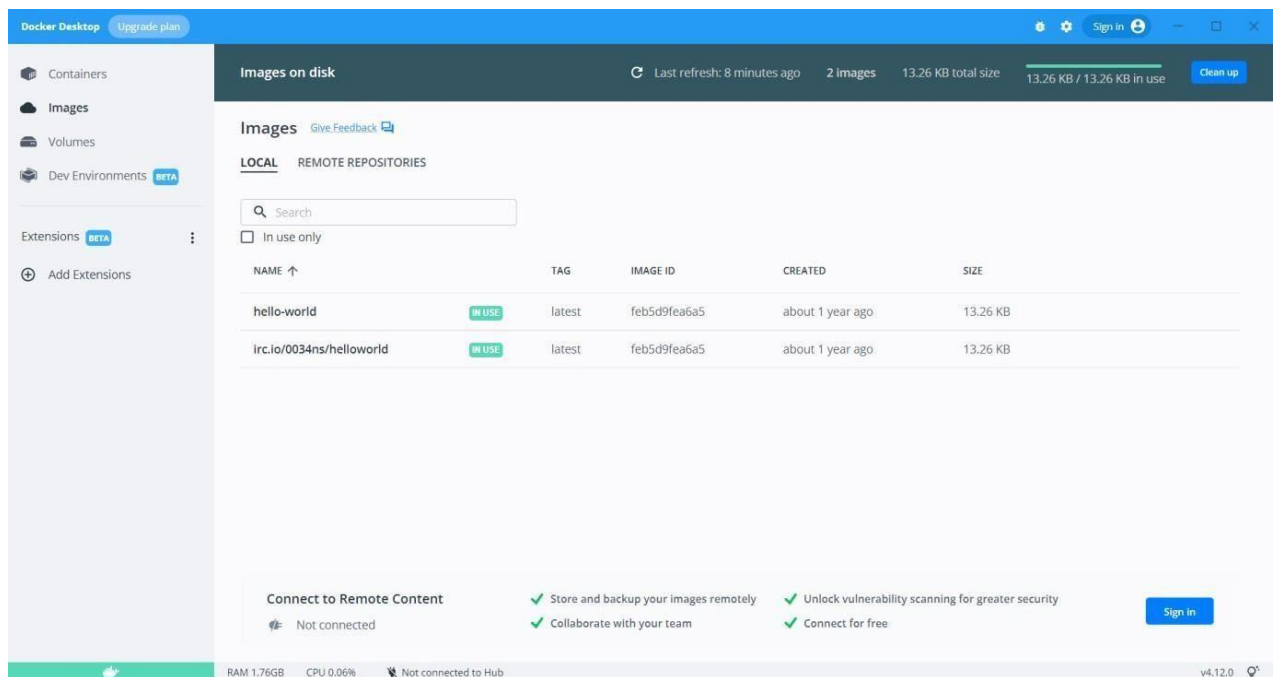 Docker Desktop Upgrade plan Sign in
Containers
Images
Volumes
Dev Environments BETA
Extensions BETA
Add Extensions
Images on disk Last refresh: 8 minutes ago 2 images 13.26 KB total size 13.26 KB / 13.26 KB in use Clean up
Images Give Feedback
LOCAL REMOTE REPOSITORIES
Search
In use only
NAME TAG IMAGE ID CREATED SIZE
hello-world IN USE latest feb5d9fea6a5 about 1 year ago 13.26 KB
irc.io/0034ns/helloworld IN USE latest feb5d9fea6a5 about 1 year ago 13.26 KB
Connect to Remote Content
Not connected
Store and backup your images remotely
Collaborate with your team
Unlock vulnerability scanning for greater security
Connect for free
Sign in
RAM 1.76GB CPU 0.06% Not connected to Hub v4.12.0